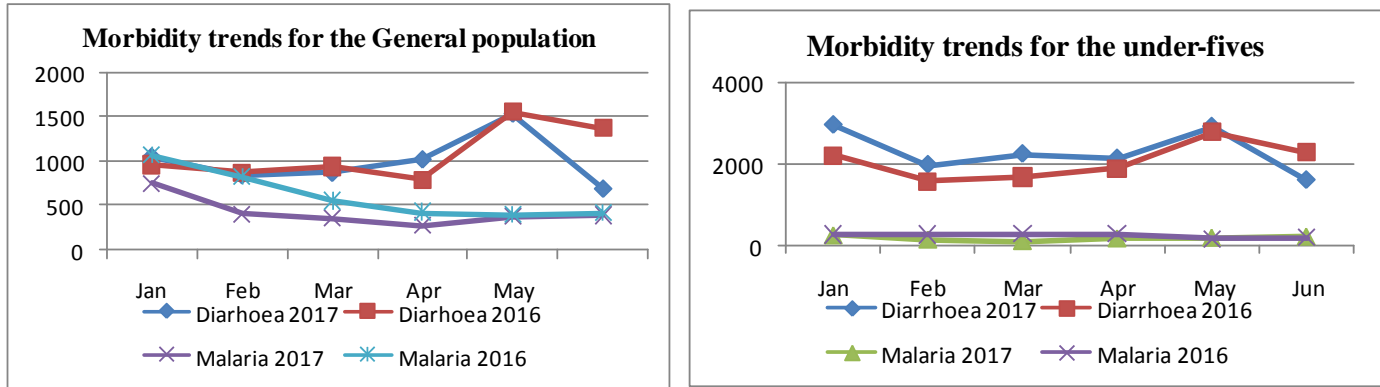 Morbidity trends for the General population
2000
1500
1000
500
0
Jan Feb Mar Apr May
Diarhoea 2017 Diarhoea 2016
Malaria 2017 Malaria 2016
Morbidity trends for the under-fives
4000
2000
0
Jan Feb Mar Apr May Jun
Diarrhoea 2017 Diarrhoea 2016
Malaria 2017 Malaria 2016